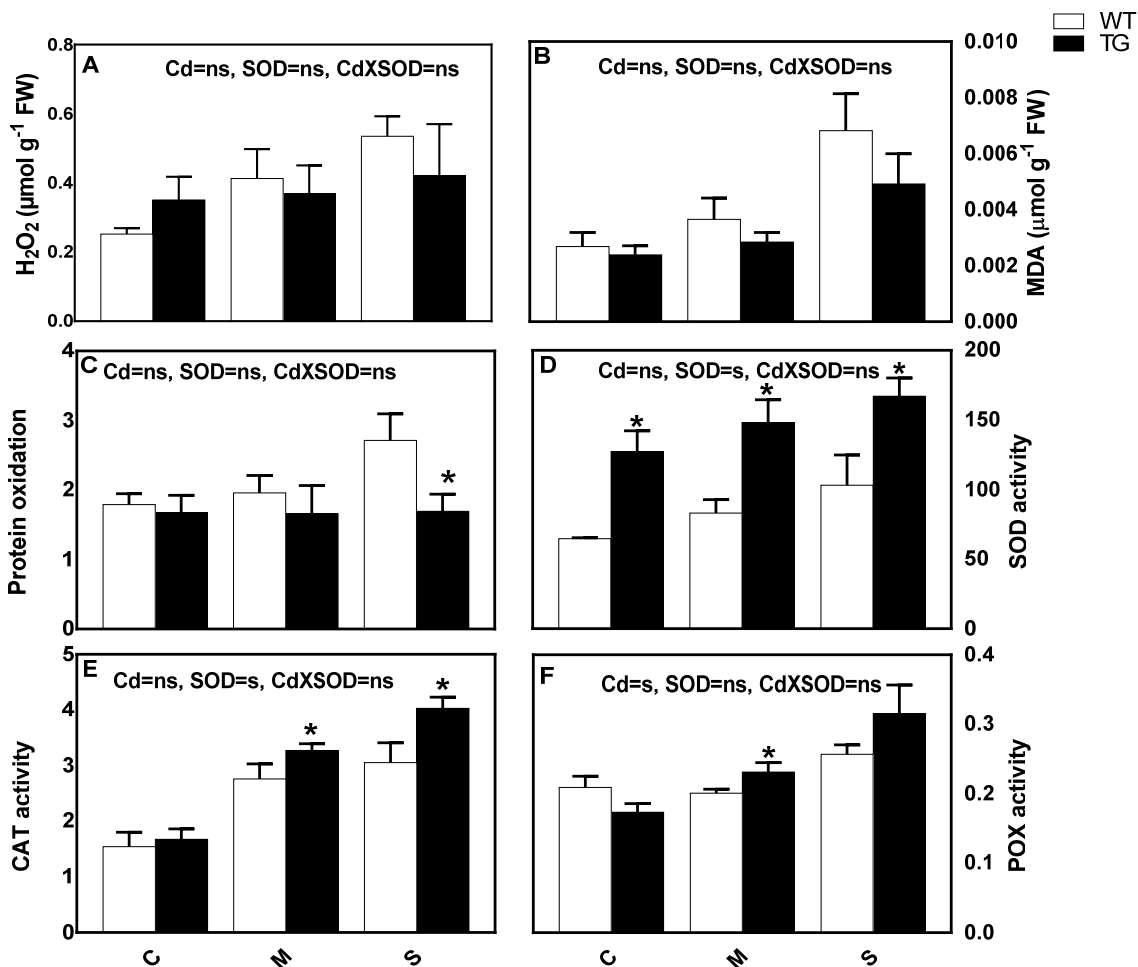 WT
TG
A
Cd=ns, SOD=ns, CdXSOD=ns
0.8
0.6
0.4
0.2
0.0
H₂O₂ (μmol g⁻¹ FW)
B
Cd=ns, SOD=ns, CdXSOD=ns
0.010
0.008
0.006
0.004
0.002
0.000
MDA (μmol g⁻¹ FW)
C
Cd=ns, SOD=ns, CdXSOD=ns
4
3
2
1
0
Protein oxidation
*
D
Cd=ns, SOD=s, CdXSOD=ns
200
150
100
50
0
SOD activity
*
*
*
E
Cd=ns, SOD=s, CdXSOD=ns
5
4
3
2
1
0
CAT activity
*
*
C
M
S
F
Cd=s, SOD=ns, CdXSOD=ns
0.4
0.3
0.2
0.1
0.0
POX activity
*
C
M
S